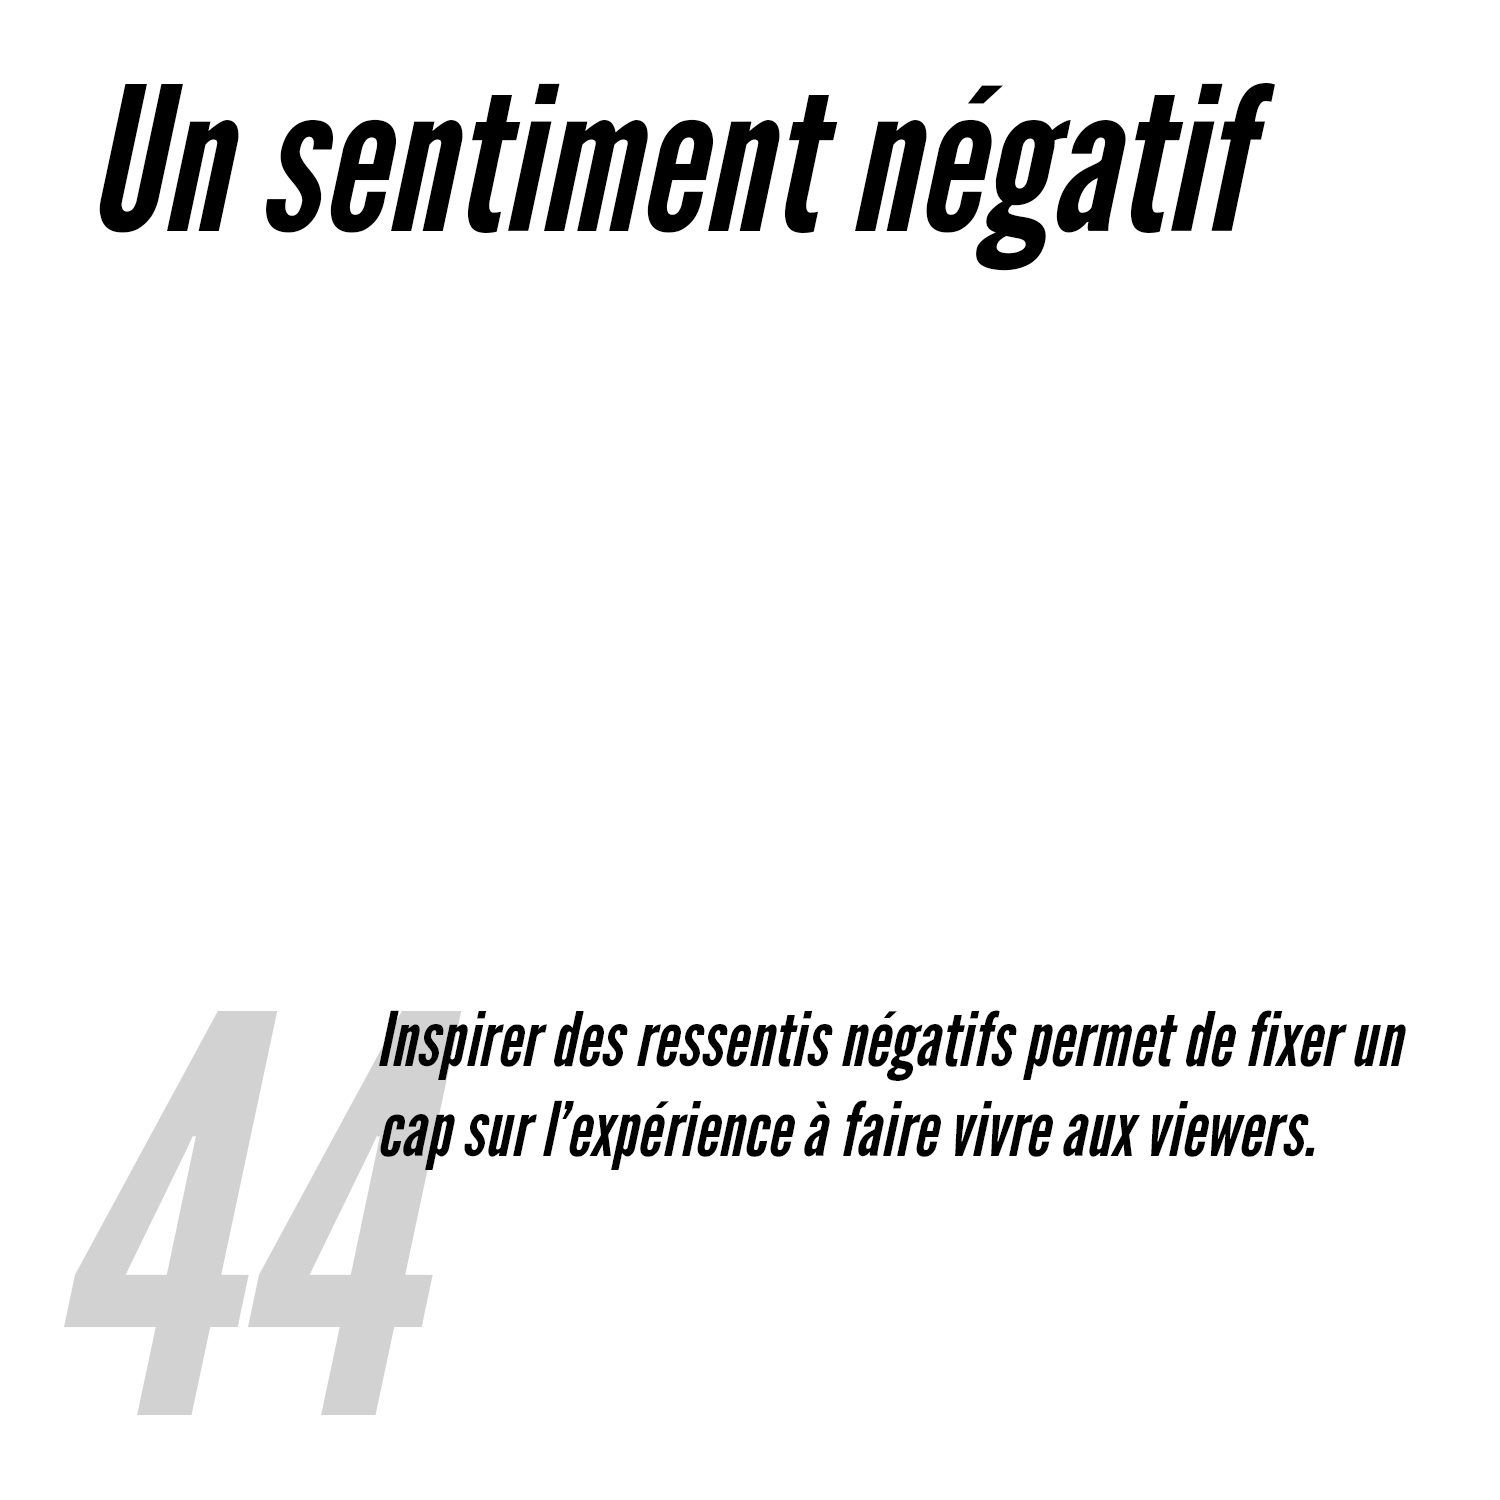 Un sentiment négatif
Inspirer des ressentis négatifs permet de fixer un
cap sur l’expérience à faire vivre aux viewers.
44